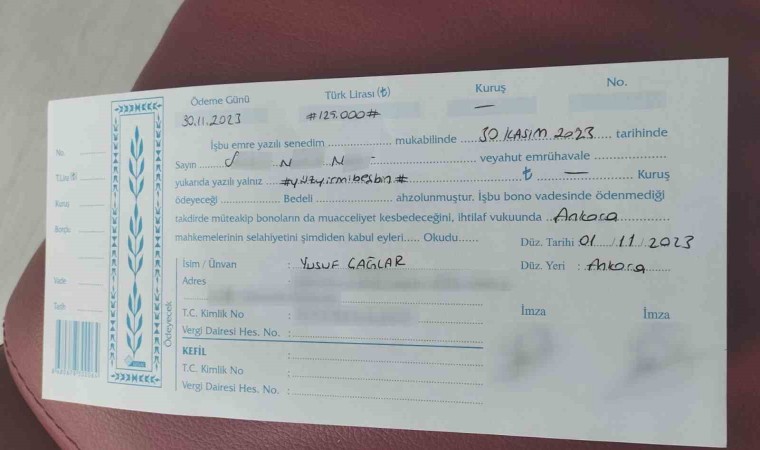 Ödeme Günü Türk Lirası (₺) Kuruş No.
30.11.2023 #125.000# —
İşbu emre yazılı senedim ........ mukabilinde ....30 KASIM 2023..... tarihinde
Sayın ... N N - ........ veyahut emrühavale ........
yukarıda yazılı yalnız ....#yüzyirmibeşbin#........ ₺ — Kuruş
ödeyeceği ........ Bedeli ........ ahzolunmuştur. İşbu bono vadesinde ödenmediği
takdirde müteakip bonoların da muacceliyet kesbedeceğini, ihtilaf vukuunda ..Ankara........
mahkemelerinin selahiyetini şimdiden kabul eyleri..... Okudu......
Düz. Tarihi 01 / 11 / 2023
İsim / Ünvan : YUSUF ÇAĞLAR
Düz. Yeri : Ankara
Adres :
T.C. Kimlik No :
İmza İmza
Vergi Dairesi Hes. No. :
KEFİL :
T.C. Kimlik No :
Vergi Dairesi Hes. No. :
Ödeyecek
No.
T.Lira (₺)
Kuruş
Borçlu
Vade
Tarih